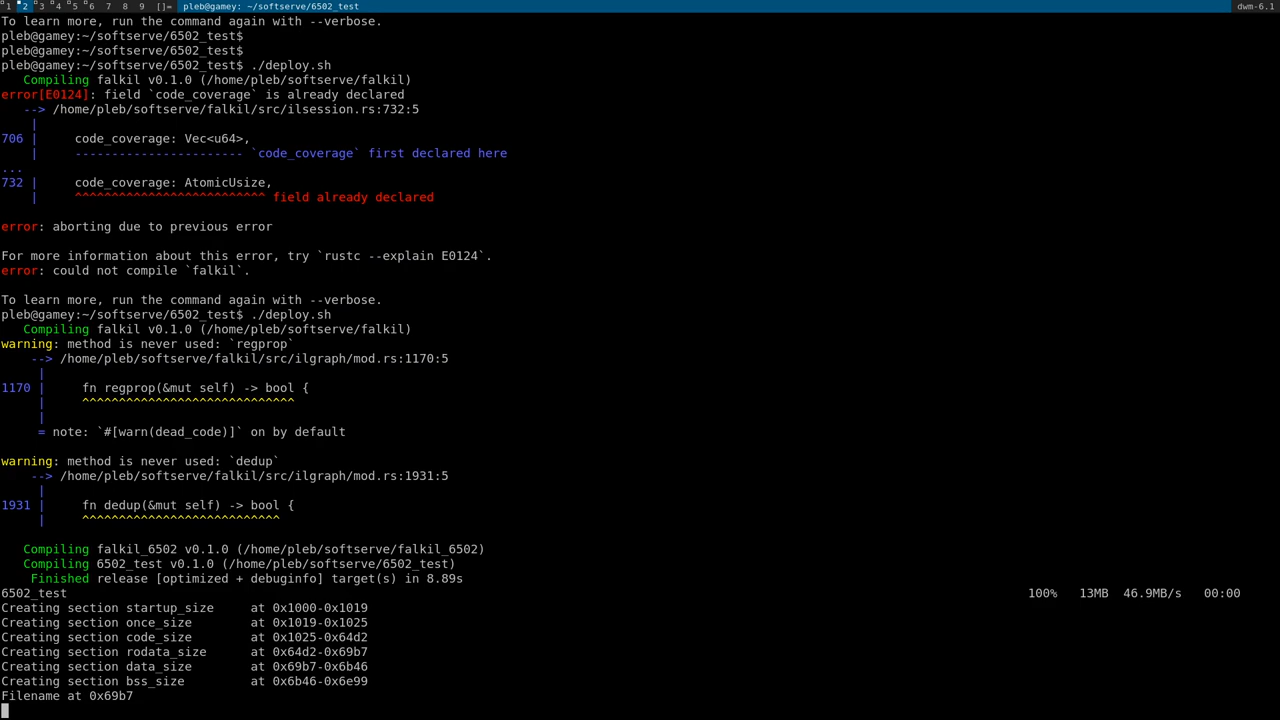 1 2 3 4 5 6 7 8 9 []= pleb@gamey: ~/softserve/6502_test dwm-6.1
To learn more, run the command again with --verbose.
pleb@gamey:~/softserve/6502_test$
pleb@gamey:~/softserve/6502_test$
pleb@gamey:~/softserve/6502_test$ ./deploy.sh
   Compiling falkil v0.1.0 (/home/pleb/softserve/falkil)
error[E0124]: field `code_coverage` is already declared
   --> /home/pleb/softserve/falkil/src/ilsession.rs:732:5
    |
706 |     code_coverage: Vec<u64>,
    |     ----------------------- `code_coverage` first declared here
...
732 |     code_coverage: AtomicUsize,
    |     ^^^^^^^^^^^^^^^^^^^^^^^^^^ field already declared
error: aborting due to previous error
For more information about this error, try `rustc --explain E0124`.
error: could not compile `falkil`.
To learn more, run the command again with --verbose.
pleb@gamey:~/softserve/6502_test$ ./deploy.sh
   Compiling falkil v0.1.0 (/home/pleb/softserve/falkil)
warning: method is never used: `regprop`
    --> /home/pleb/softserve/falkil/src/ilgraph/mod.rs:1170:5
     |
1170 |     fn regprop(&mut self) -> bool {
     |     ^^^^^^^^^^^^^^^^^^^^^^^^^^^^^
     |
     = note: `#[warn(dead_code)]` on by default
warning: method is never used: `dedup`
    --> /home/pleb/softserve/falkil/src/ilgraph/mod.rs:1931:5
     |
1931 |     fn dedup(&mut self) -> bool {
     |     ^^^^^^^^^^^^^^^^^^^^^^^^^^^
   Compiling falkil_6502 v0.1.0 (/home/pleb/softserve/falkil_6502)
   Compiling 6502_test v0.1.0 (/home/pleb/softserve/6502_test)
    Finished release [optimized + debuginfo] target(s) in 8.89s
6502_test 100% 13MB 46.9MB/s 00:00
Creating section startup_size     at 0x1000-0x1019
Creating section once_size        at 0x1019-0x1025
Creating section code_size        at 0x1025-0x64d2
Creating section rodata_size      at 0x64d2-0x69b7
Creating section data_size        at 0x69b7-0x6b46
Creating section bss_size         at 0x6b46-0x6e99
Filename at 0x69b7